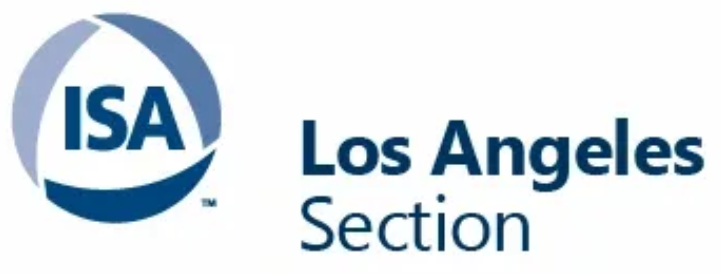 ISA
™
Los Angeles
Section